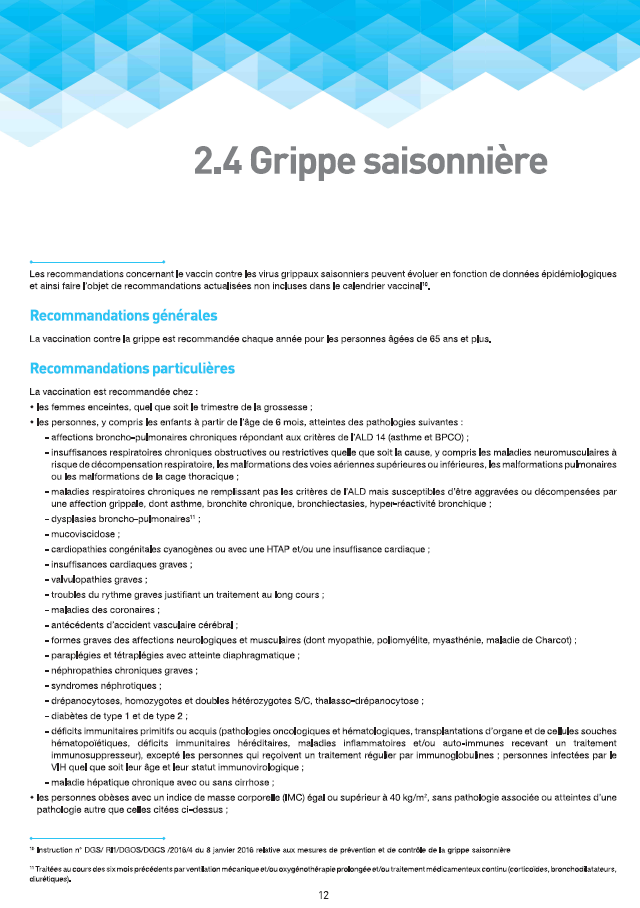 2.4 Grippe saisonnière
Les recommandations concernant le vaccin contre les virus grippaux saisonniers peuvent évoluer en fonction de données épidémiologiques
et ainsi faire l'objet de recommandations actualisées non incluses dans le calendrier vaccinal¹⁰.
Recommandations générales
La vaccination contre la grippe est recommandée chaque année pour les personnes âgées de 65 ans et plus.
Recommandations particulières
La vaccination est recommandée chez :
• les femmes enceintes, quel que soit le trimestre de la grossesse ;
• les personnes, y compris les enfants à partir de l'âge de 6 mois, atteintes des pathologies suivantes :
- affections broncho-pulmonaires chroniques répondant aux critères de l'ALD 14 (asthme et BPCO) ;
- insuffisances respiratoires chroniques obstructives ou restrictives quelle que soit la cause, y compris les maladies neuromusculaires à
risque de décompensation respiratoire, les malformations des voies aériennes supérieures ou inférieures, les malformations pulmonaires
ou les malformations de la cage thoracique ;
- maladies respiratoires chroniques ne remplissant pas les critères de l'ALD mais susceptibles d'être aggravées ou décompensées par
une affection grippale, dont asthme, bronchite chronique, bronchiectasies, hyper-réactivité bronchique ;
- dysplasies broncho-pulmonaires¹¹ ;
- mucoviscidose ;
- cardiopathies congénitales cyanogènes ou avec une HTAP et/ou une insuffisance cardiaque ;
- insuffisances cardiaques graves ;
- valvulopathies graves ;
- troubles du rythme graves justifiant un traitement au long cours ;
- maladies des coronaires ;
- antécédents d'accident vasculaire cérébral ;
- formes graves des affections neurologiques et musculaires (dont myopathie, poliomyélite, myasthénie, maladie de Charcot) ;
- paraplégies et tétraplégies avec atteinte diaphragmatique ;
- néphropathies chroniques graves ;
- syndromes néphrotiques ;
- drépanocytoses, homozygotes et doubles hétérozygotes S/C, thalasso-drépanocytose ;
- diabètes de type 1 et de type 2 ;
- déficits immunitaires primitifs ou acquis (pathologies oncologiques et hématologiques, transplantations d'organe et de cellules souches
hématopoïétiques, déficits immunitaires héréditaires, maladies inflammatoires et/ou auto-immunes recevant un traitement
immunosuppresseur), excepté les personnes qui reçoivent un traitement régulier par immunoglobulines ; personnes infectées par le
VIH quel que soit leur âge et leur statut immunovirologique ;
- maladie hépatique chronique avec ou sans cirrhose ;
• les personnes obèses avec un indice de masse corporelle (IMC) égal ou supérieur à 40 kg/m², sans pathologie associée ou atteintes d'une
pathologie autre que celles citées ci-dessus ;
¹⁰ Instruction n° DGS/ RI1/DGOS/DGCS /2016/4 du 8 janvier 2016 relative aux mesures de prévention et de contrôle de la grippe saisonnière
¹¹ Traitées au cours des six mois précédents par ventilation mécanique et/ou oxygénothérapie prolongée et/ou traitement médicamenteux continu (corticoïdes, bronchodilatateurs,
diurétiques).
12